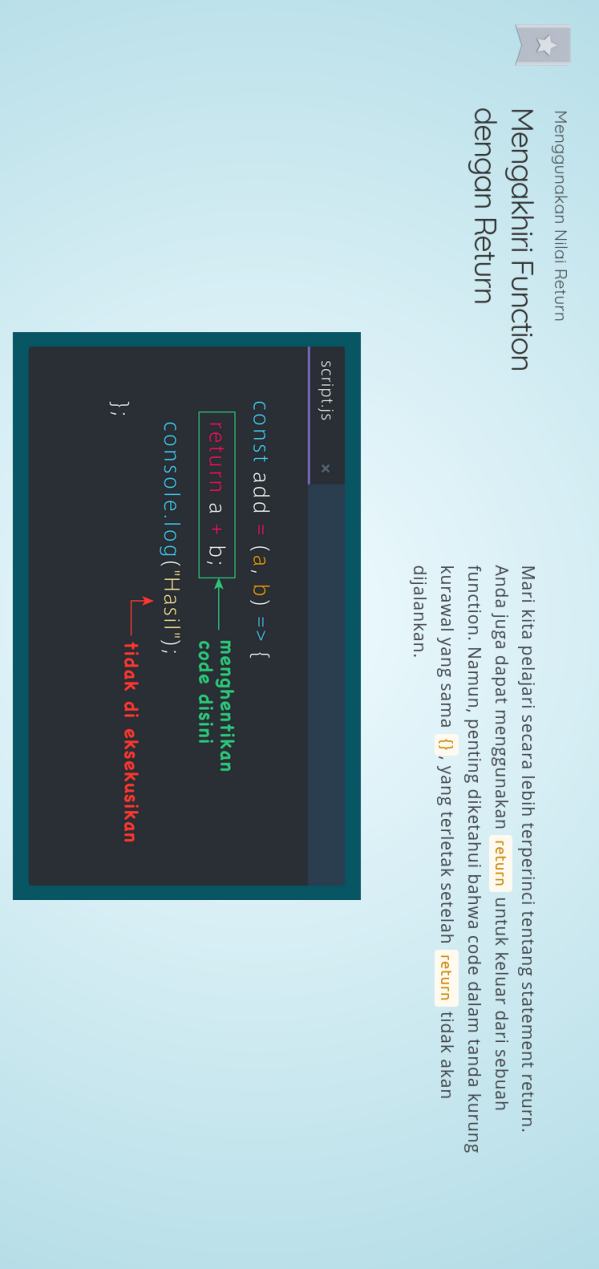 Menggunakan Nilai Return
Mengakhiri Function
dengan Return
Mari kita pelajari secara lebih terperinci tentang statement return.
Anda juga dapat menggunakan return untuk keluar dari sebuah
function. Namun, penting diketahui bahwa code dalam tanda kurung
kurawal yang sama {}, yang terletak setelah return tidak akan
dijalankan.
script.js ×
const add = (a, b) => {
return a + b;
menghentikan
code disini
console.log("Hasil");
tidak di eksekusikan
};